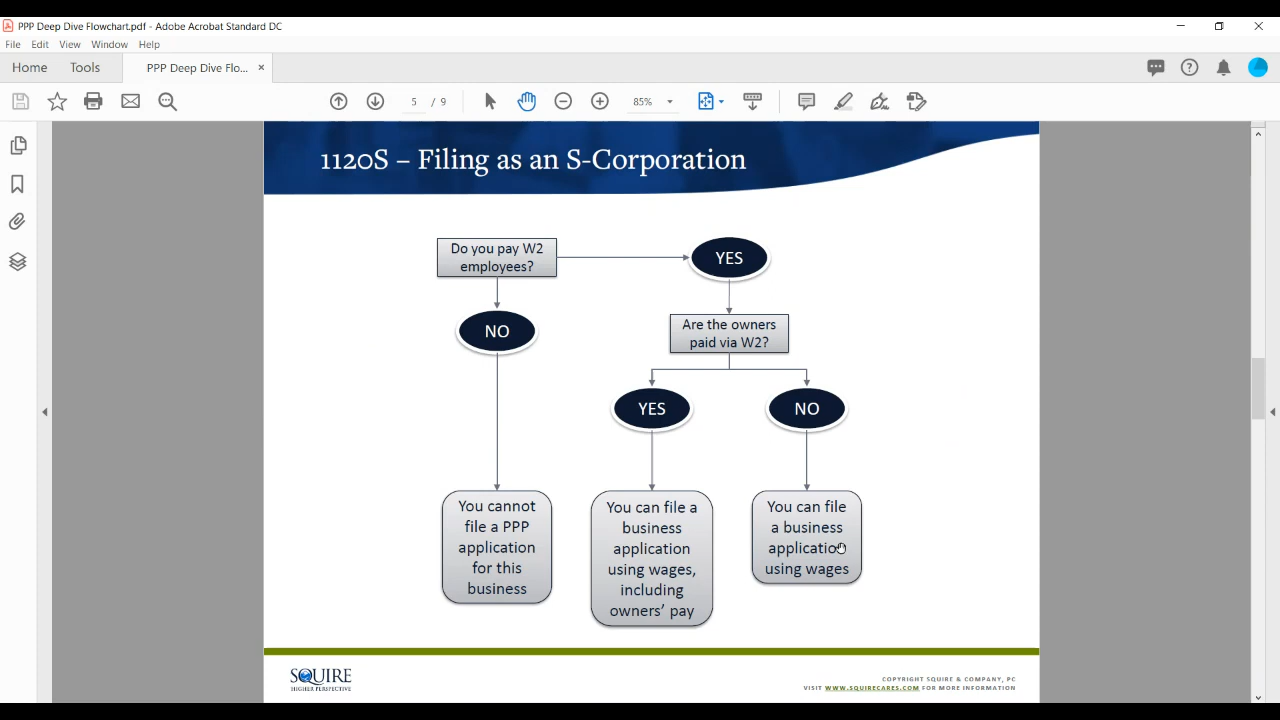 PPP Deep Dive Flowchart.pdf - Adobe Acrobat Standard DC
File Edit View Window Help
Home Tools PPP Deep Dive Flo... ×
5 / 9 85%
1120S – Filing as an S-Corporation
Do you pay W2
employees?
YES
NO
Are the owners
paid via W2?
YES
NO
You cannot
file a PPP
application
for this
business
You can file a
business
application
using wages,
including
owners’ pay
You can file
a business
application
using wages
SQUIRE
HIGHER PERSPECTIVE
COPYRIGHT SQUIRE & COMPANY, PC
VISIT WWW.SQUIRECARES.COM FOR MORE INFORMATION